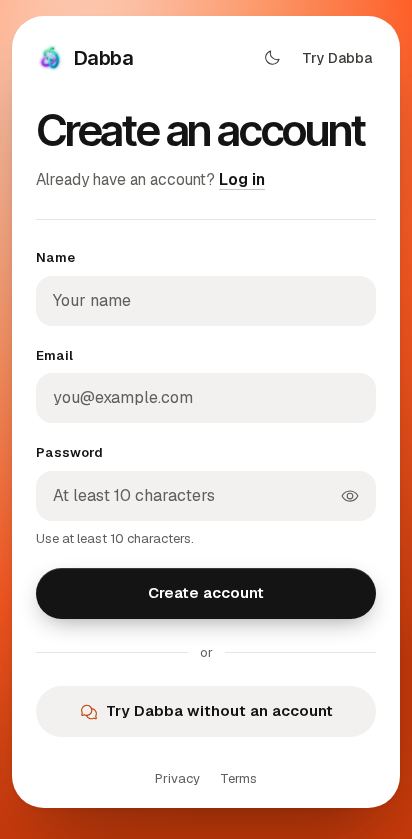 Dabba
Try Dabba
Create an account
Already have an account? Log in
Name
Your name
Email
you@example.com
Password
At least 10 characters
Use at least 10 characters.
Create account
or
Try Dabba without an account
Privacy Terms